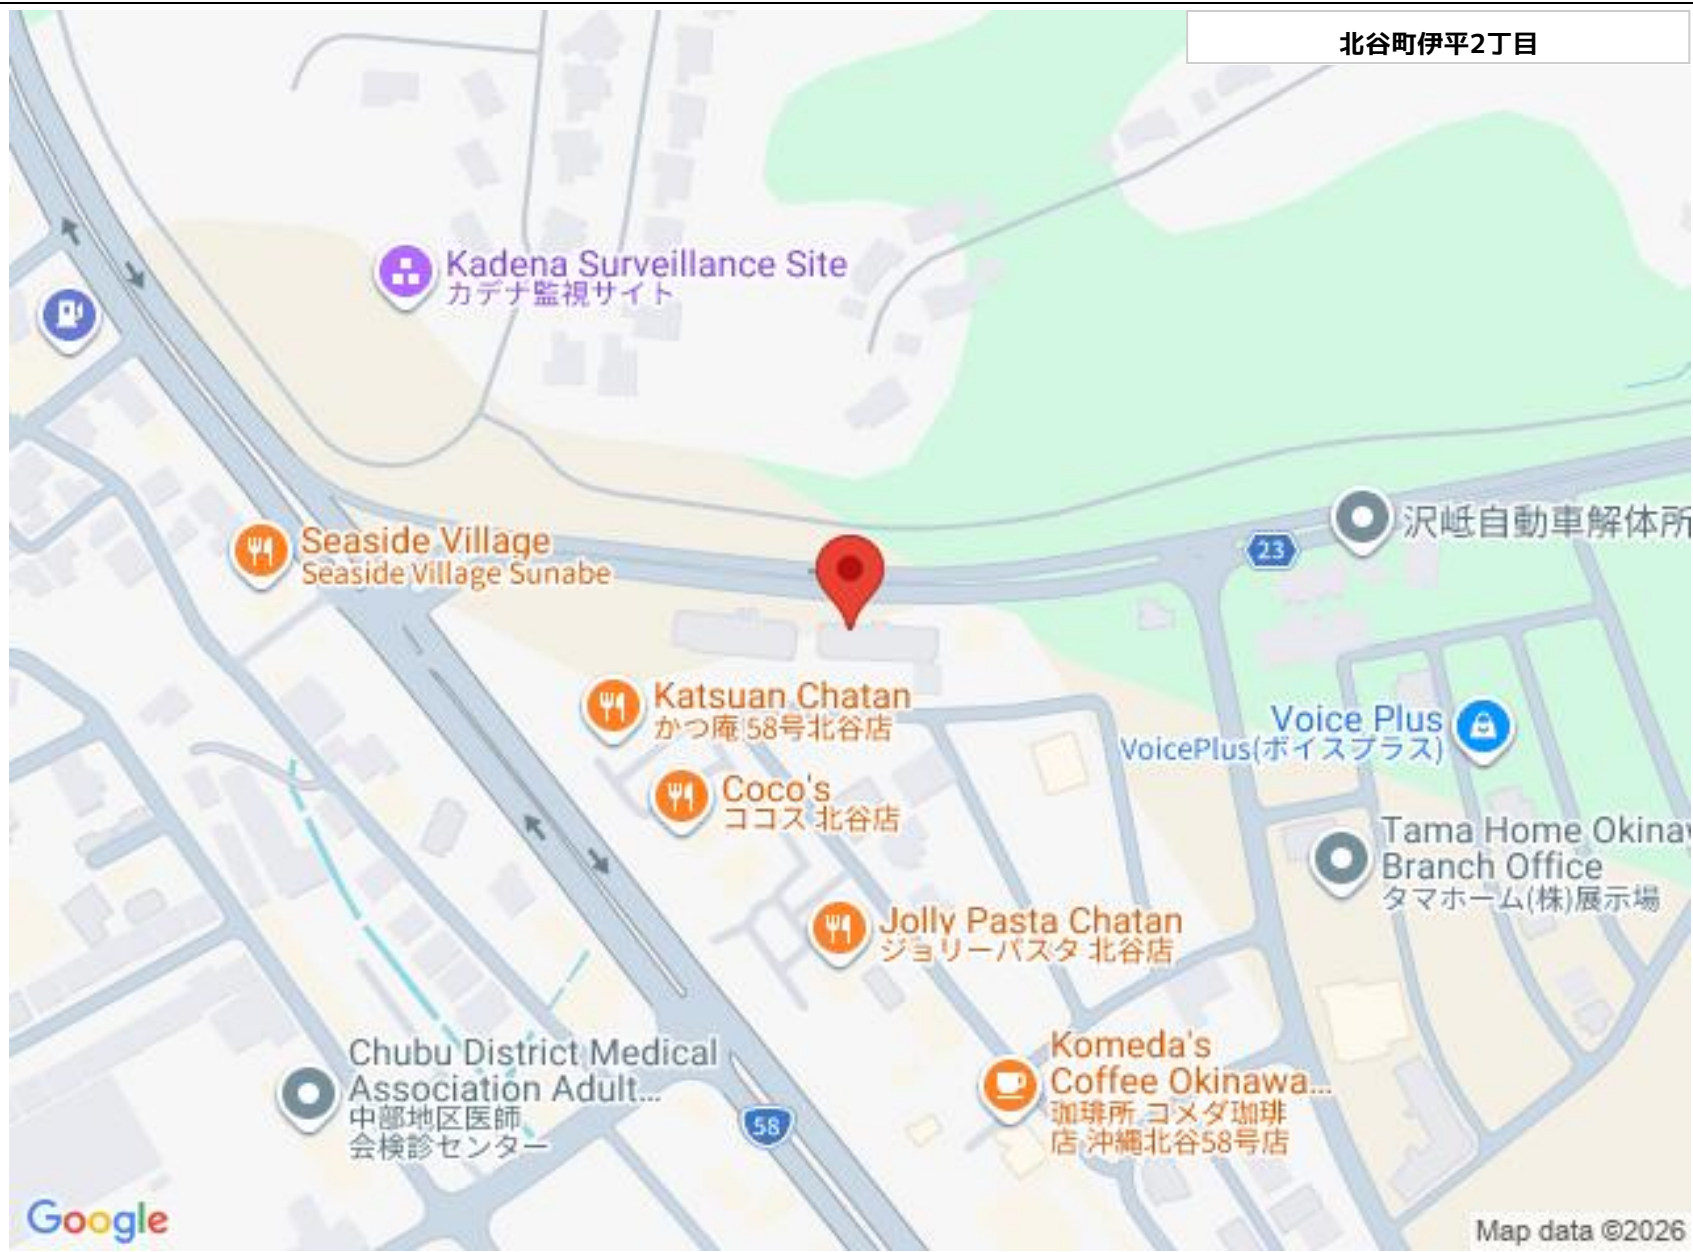 北谷町伊平2丁目
Kadena Surveillance Site
カデナ監視サイト
沢岻自動車解体所
23
Seaside Village
Seaside Village Sunabe
Katsuan Chatan
かつ庵 58号北谷店
Voice Plus
VoicePlus(ボイスプラス)
Coco's
ココス 北谷店
Tama Home Okinaw
Branch Office
タマホーム(株)展示場
Jolly Pasta Chatan
ジョリーパスタ 北谷店
Komeda's
Coffee Okinawa...
珈琲所 コメダ珈琲
店 沖縄北谷58号店
Chubu District Medical
Association Adult...
中部地区医師
会検診センター
58
Google
Map data ©2026